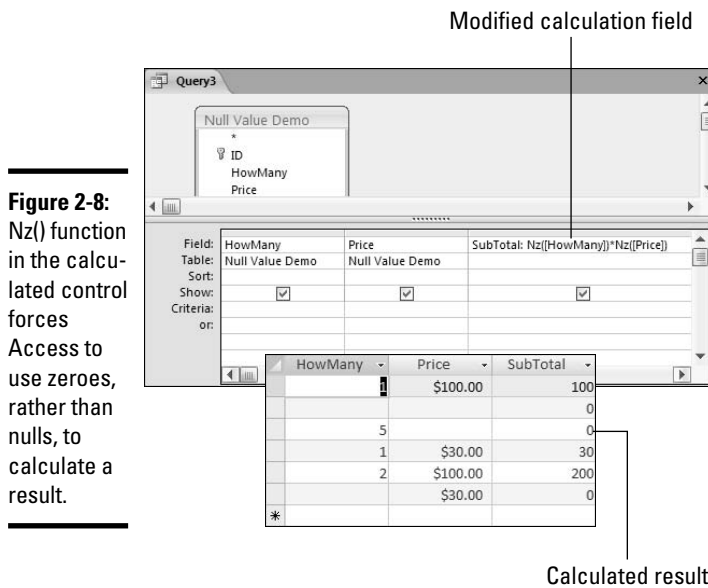 Modified calculation field
Query3
Null Value Demo
*
ID
HowMany
Price
Figure 2-8:
Nz() function
in the calcu-
lated control
forces
Access to
use zeroes,
rather than
nulls, to
calculate a
result.
Field: HowMany Price SubTotal: Nz([HowMany])*Nz([Price])
Table: Null Value Demo Null Value Demo
Sort:
Show:
Criteria:
or:
HowMany Price SubTotal
1 $100.00 100
0
5 0
1 $30.00 30
2 $100.00 200
$30.00 0
*
Calculated result